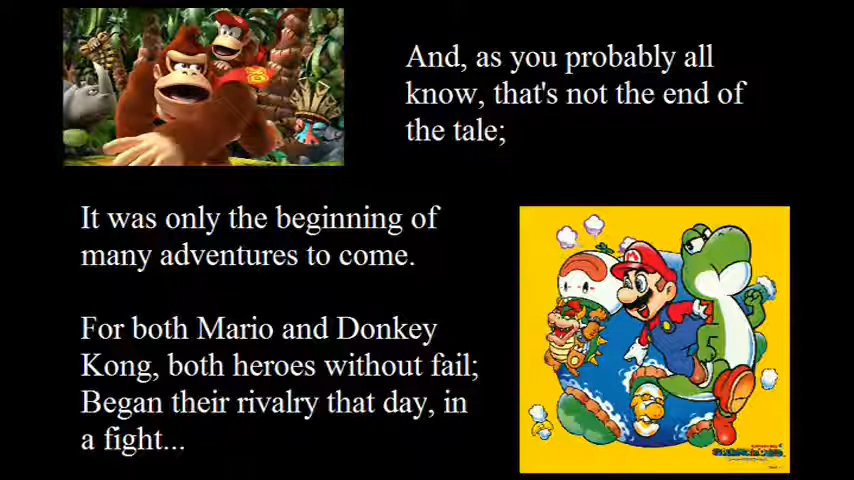 And, as you probably all
know, that's not the end of
the tale;
It was only the beginning of
many adventures to come.
For both Mario and Donkey
Kong, both heroes without fail;
Began their rivalry that day, in
a fight...